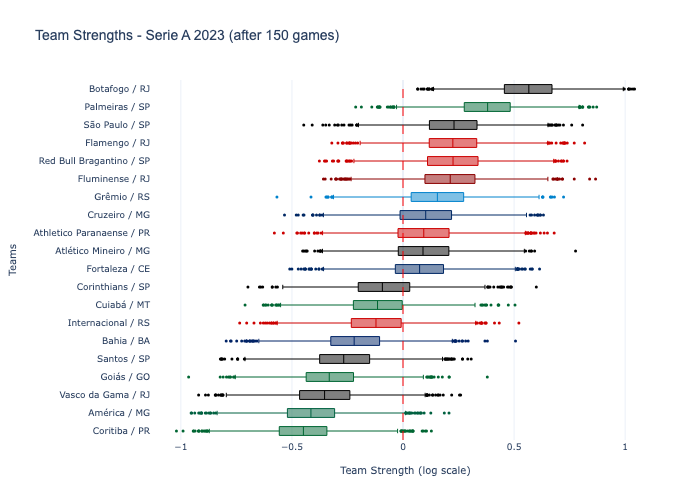 Team Strengths - Serie A 2023 (after 150 games)
Botafogo / RJ
Palmeiras / SP
São Paulo / SP
Flamengo / RJ
Red Bull Bragantino / SP
Fluminense / RJ
Grêmio / RS
Cruzeiro / MG
Athletico Paranaense / PR
Atlético Mineiro / MG
Fortaleza / CE
Corinthians / SP
Cuiabá / MT
Internacional / RS
Bahia / BA
Santos / SP
Goiás / GO
Vasco da Gama / RJ
América / MG
Coritiba / PR
Teams
−1 −0.5 0 0.5 1
Team Strength (log scale)